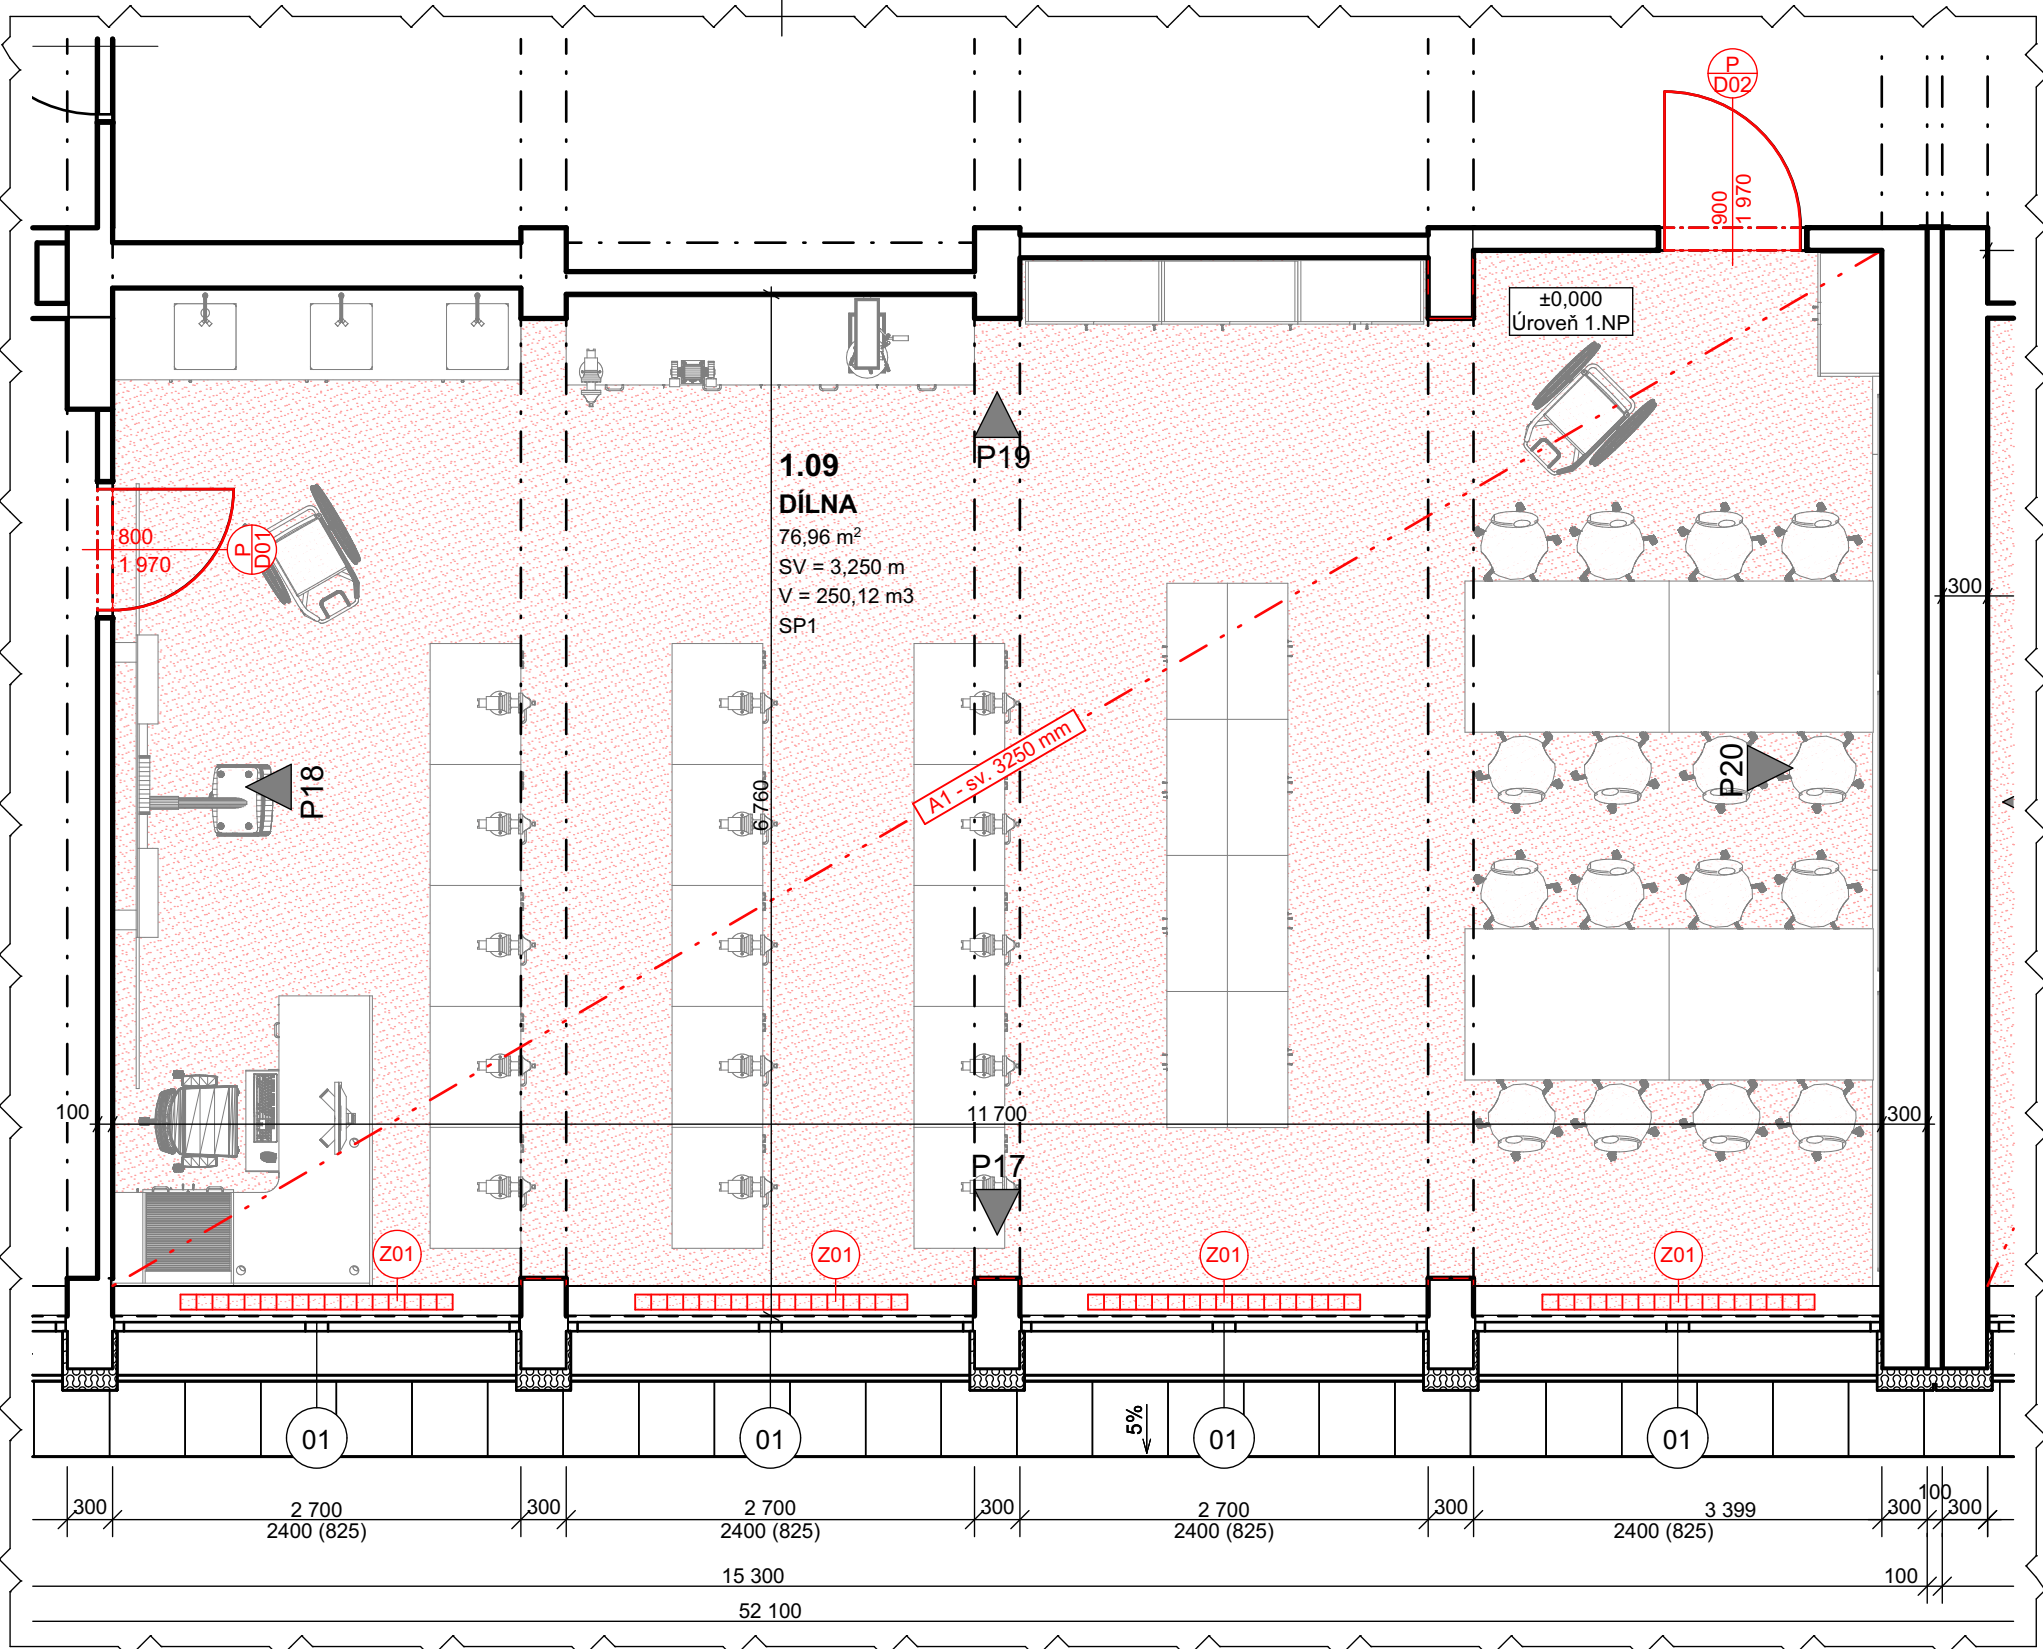 P
D02
900
1 970
±0,000
Úroveň 1.NP
P19
1.09
DÍLNA
76,96 m²
SV = 3,250 m
V = 250,12 m3
SP1
800
1 970
P
D01
300
A1 - sv. 3250 mm
6 760
P18
P20
100
11 700
300
P17
Z01
Z01
Z01
Z01
01
01
5%
01
01
300
2 700
300
2 700
300
2 700
300
3 399
300
100
300
2400 (825)
2400 (825)
2400 (825)
2400 (825)
15 300
100
52 100